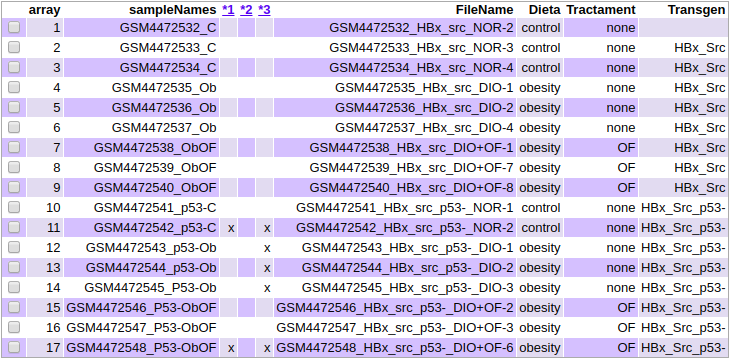 array sampleNames *1 *2 *3 FileName Dieta Tractament Transgen
1 GSM4472532_C GSM4472532_HBx_src_NOR-2 control none
2 GSM4472533_C GSM4472533_HBx_src_NOR-3 control none HBx_Src
3 GSM4472534_C GSM4472534_HBx_src_NOR-4 control none HBx_Src
4 GSM4472535_Ob GSM4472535_HBx_src_DIO-1 obesity none HBx_Src
5 GSM4472536_Ob GSM4472536_HBx_src_DIO-2 obesity none HBx_Src
6 GSM4472537_Ob GSM4472537_HBx_src_DIO-4 obesity none HBx_Src
7 GSM4472538_ObOF GSM4472538_HBx_src_DIO+OF-1 obesity OF HBx_Src
8 GSM4472539_ObOF GSM4472539_HBx_src_DIO+OF-7 obesity OF HBx_Src
9 GSM4472540_ObOF GSM4472540_HBx_src_DIO+OF-8 obesity OF HBx_Src
10 GSM4472541_p53-C GSM4472541_HBx_src_p53-_NOR-1 control none HBx_Src_p53-
11 GSM4472542_p53-C x x GSM4472542_HBx_src_p53-_NOR-2 control none HBx_Src_p53-
12 GSM4472543_p53-Ob x GSM4472543_HBx_src_p53-_DIO-1 obesity none HBx_Src_p53-
13 GSM4472544_p53-Ob x GSM4472544_HBx_src_p53-_DIO-2 obesity none HBx_Src_p53-
14 GSM4472545_P53-Ob x GSM4472545_HBx_src_p53-_DIO-3 obesity none HBx_Src_p53-
15 GSM4472546_P53-ObOF GSM4472546_HBx_src_p53-_DIO+OF-2 obesity OF HBx_Src_p53-
16 GSM4472547_P53-ObOF GSM4472547_HBx_src_p53-_DIO+OF-3 obesity OF HBx_Src_p53-
17 GSM4472548_P53-ObOF x x GSM4472548_HBx_src_p53-_DIO+OF-6 obesity OF HBx_Src_p53-